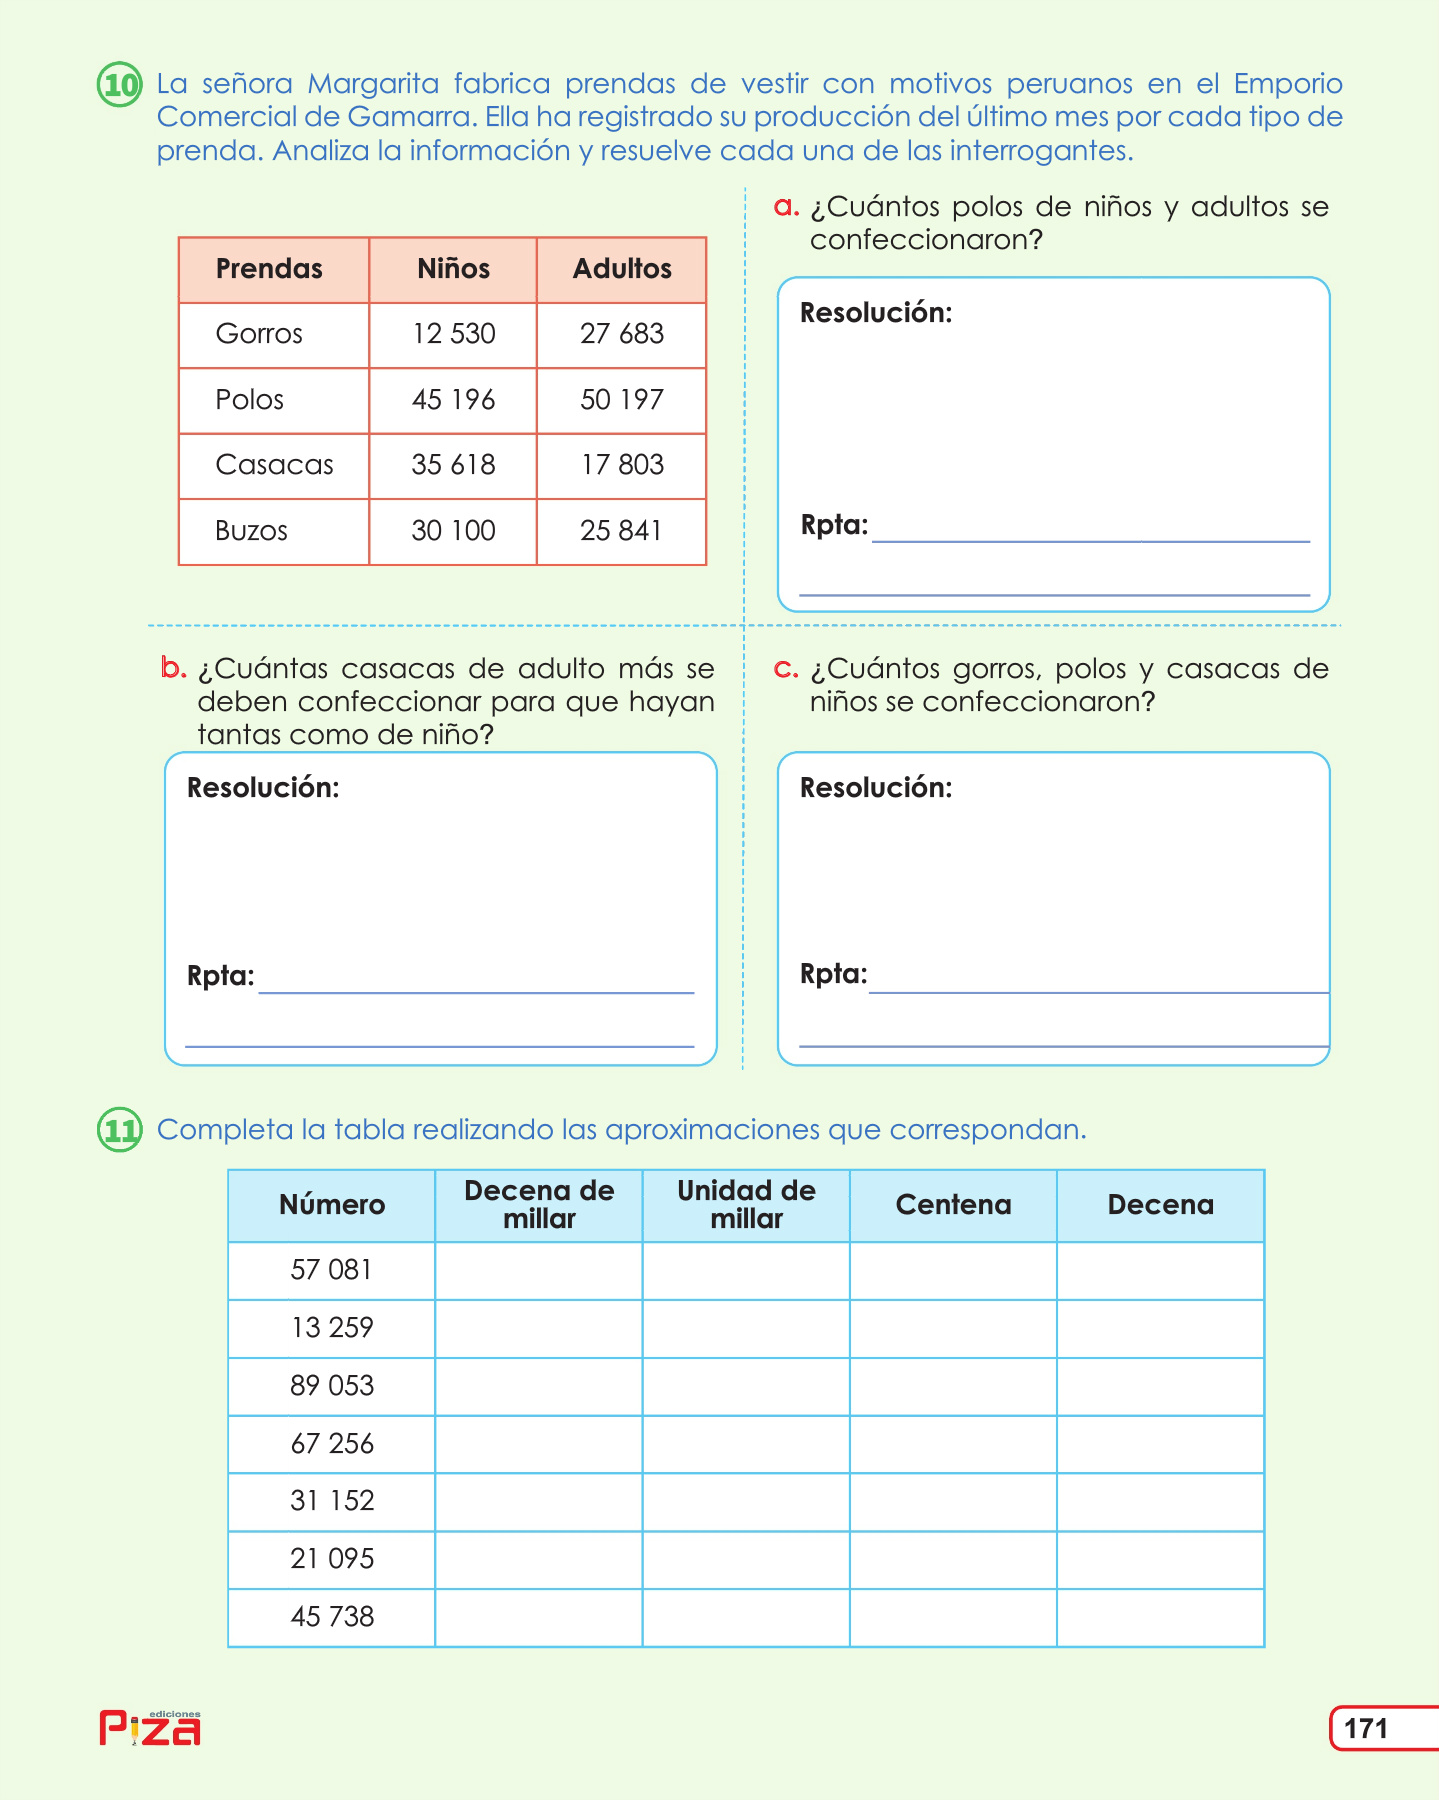 10 La señora Margarita fabrica prendas de vestir con motivos peruanos en el Emporio
Comercial de Gamarra. Ella ha registrado su producción del último mes por cada tipo de
prenda. Analiza la información y resuelve cada una de las interrogantes.
Prendas Niños Adultos
Gorros 12 530 27 683
Polos 45 196 50 197
Casacas 35 618 17 803
Buzos 30 100 25 841
a. ¿Cuántos polos de niños y adultos se
confeccionaron?
Resolución:
Rpta:
b. ¿Cuántas casacas de adulto más se
deben confeccionar para que hayan
tantas como de niño?
Resolución:
Rpta:
c. ¿Cuántos gorros, polos y casacas de
niños se confeccionaron?
Resolución:
Rpta:
11 Completa la tabla realizando las aproximaciones que correspondan.
Número Decena de millar Unidad de millar Centena Decena
57 081
13 259
89 053
67 256
31 152
21 095
45 738
ediciones
Piza
171